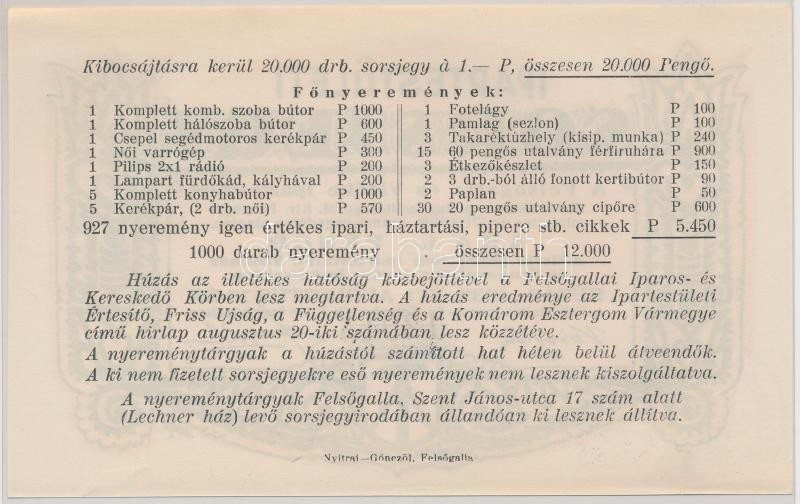 Kibocsájtásra kerül 20.000 drb. sorsjegy à 1.— P, összesen 20.000 Pengő.
Főnyeremények:
1 Komplett komb. szoba bútor P 1000
1 Komplett hálószoba bútor P 600
1 Csepel segédmotoros kerékpár P 450
1 Női varrógép P 300
1 Pilips 2x1 rádió P 200
1 Lampart fürdőkád, kályhával P 200
5 Komplett konyhabútor P 1000
5 Kerékpár, (2 drb. női) P 570
1 Fotelágy P 100
1 Pamlag (sezlon) P 100
3 Takaréktűzhely (kisip. munka) P 240
15 60 pengős utalvány férfiruhára P 900
3 Étkezőkészlet P 150
2 3 drb.-ból álló fonott kertibútor P 90
2 Paplan P 50
30 20 pengős utalvány cipőre P 600
927 nyeremény igen értékes ipari, háztartási, pipere stb. cikkek P 5.450
1000 darab nyeremény . összesen P 12.000
Húzás az illetékes hatóság közbejöttével a Felsőgallai Iparos- és
Kereskedő Körben lesz megtartva. A húzás eredménye az Ipartestületi
Értesítő, Friss Ujság, a Függetlenség és a Komárom Esztergom Vármegye
című hirlap augusztus 20-iki számában lesz közzétéve.
A nyereménytárgyak a húzástól számított hat héten belül átveendők.
A ki nem fizetett sorsjegyekre eső nyeremények nem lesznek kiszolgáltatva.
A nyereménytárgyak Felsőgalla, Szent János-utca 17 szám alatt
(Lechner ház) levő sorsjegyirodában állandóan ki lesznek állítva.
Nyitrai—Gönczöl, Felsőgalla
darabanth